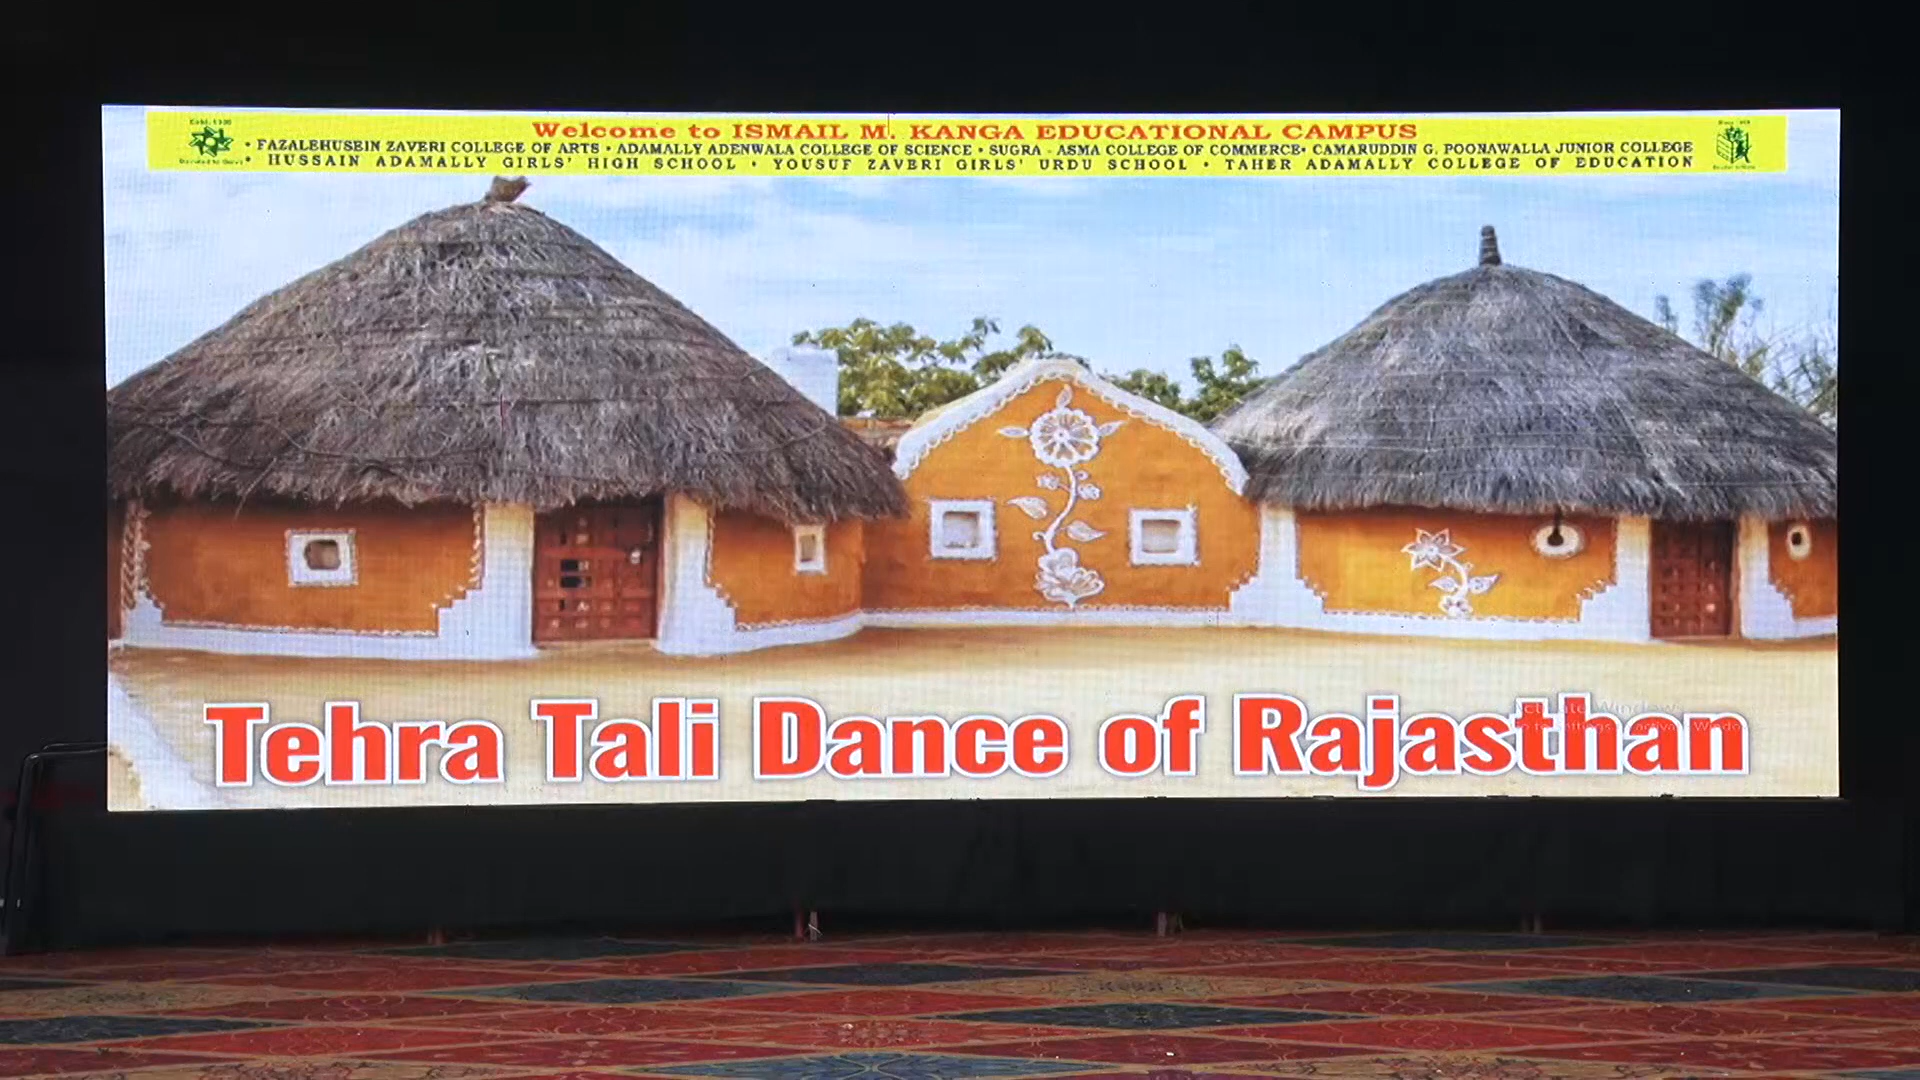 Welcome to ISMAIL M. KANGA EDUCATIONAL CAMPUS
• FAZALEHUSEIN ZAVERI COLLEGE OF ARTS • ADAMALLY ADENWALA COLLEGE OF SCIENCE • SUGRA - ASMA COLLEGE OF COMMERCE• CAMARUDDIN G. POONAWALLA JUNIOR COLLEGE
• HUSSAIN ADAMALLY GIRLS' HIGH SCHOOL • YOUSUF ZAVERI GIRLS' URDU SCHOOL • TAHER ADAMALLY COLLEGE OF EDUCATION
Tehra Tali Dance of Rajasthan
Activate Windows